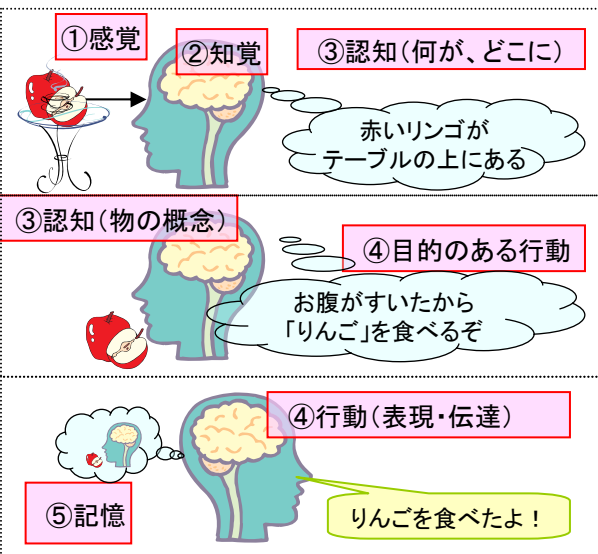 ①感覚
②知覚
③認知(何が、どこに)
赤いリンゴが
テーブルの上にある
③認知(物の概念)
④目的のある行動
お腹がすいたから
「りんご」を食べるぞ
④行動(表現・伝達)
⑤記憶
りんごを食べたよ!